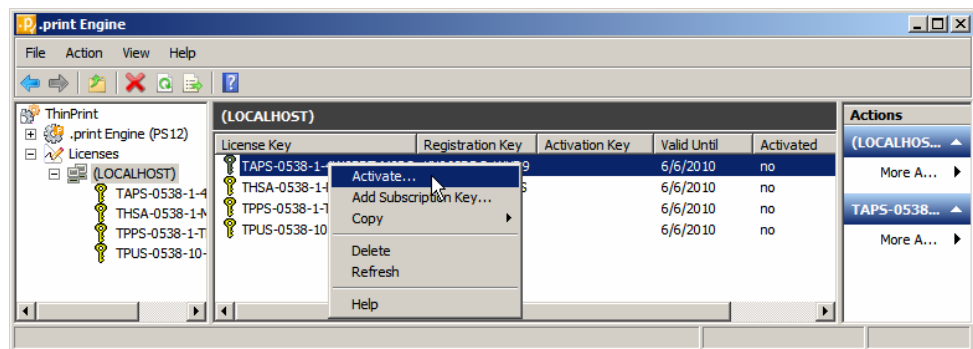 .print Engine
File Action View Help
ThinPrint
.print Engine (PS12)
Licenses
(LOCALHOST)
TAPS-0538-1-4
THSA-0538-1-
TPPS-0538-1-T
TPUS-0538-10-
(LOCALHOST)
License Key Registration Key Activation Key Valid Until Activated
TAPS-0538-1- 6/6/2010 no
THSA-0538-1- 6/6/2010 no
TPPS-0538-1-T 6/6/2010 no
TPUS-0538-10 6/6/2010 no
Activate...
Add Subscription Key...
Copy
Delete
Refresh
Help
Actions
(LOCALHOS...
More A...
TAPS-0538...
More A...